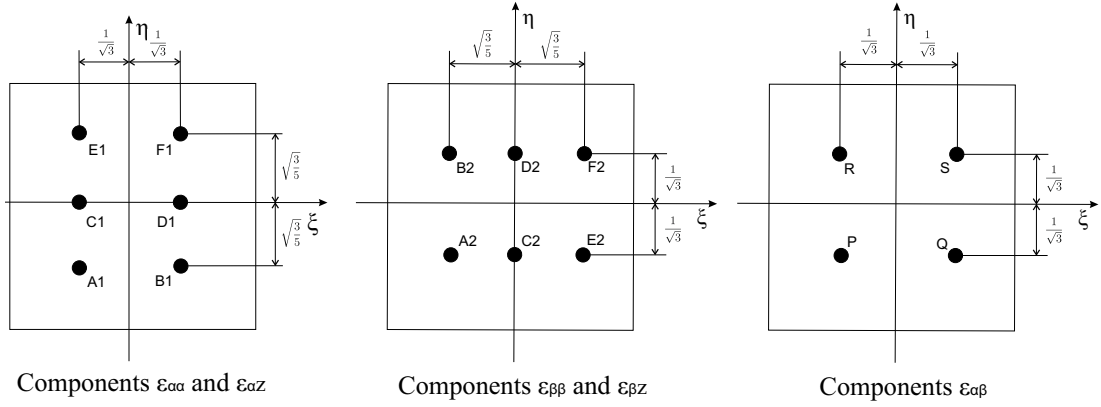 η
1/√3
1/√3
E1
F1
√3/5
C1
D1
ξ
√3/5
A1
B1
Components εαα and εαz
η
√3/5
√3/5
B2
D2
F2
1/√3
ξ
1/√3
A2
C2
E2
Components εββ and εβz
η
1/√3
1/√3
R
S
1/√3
ξ
1/√3
P
Q
Components εαβ